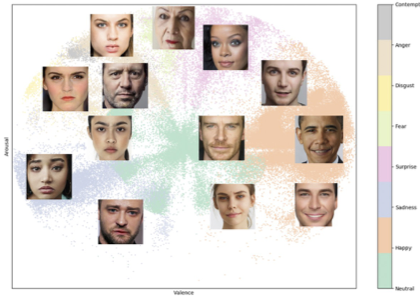 Contempt
Anger
Disgust
Fear
Surprise
Sadness
Happy
Neutral
Arousal
Valence